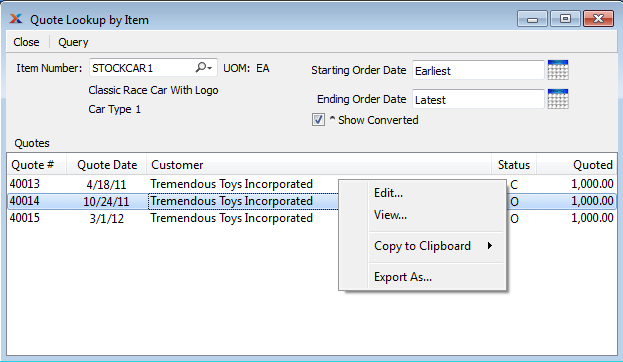 Quote Lookup by Item
Close Query
Item Number: STOCKCAR1 UOM: EA
Classic Race Car With Logo
Car Type 1
Starting Order Date Earliest
Ending Order Date Latest
^ Show Converted
Quotes
Quote # Quote Date Customer Status Quoted
40013 4/18/11 Tremendous Toys Incorporated C 1,000.00
40014 10/24/11 Tremendous Toys Incorporated O 1,000.00
40015 3/1/12 Tremendous Toys Incorporated O 1,000.00
Edit...
View...
Copy to Clipboard
Export As...